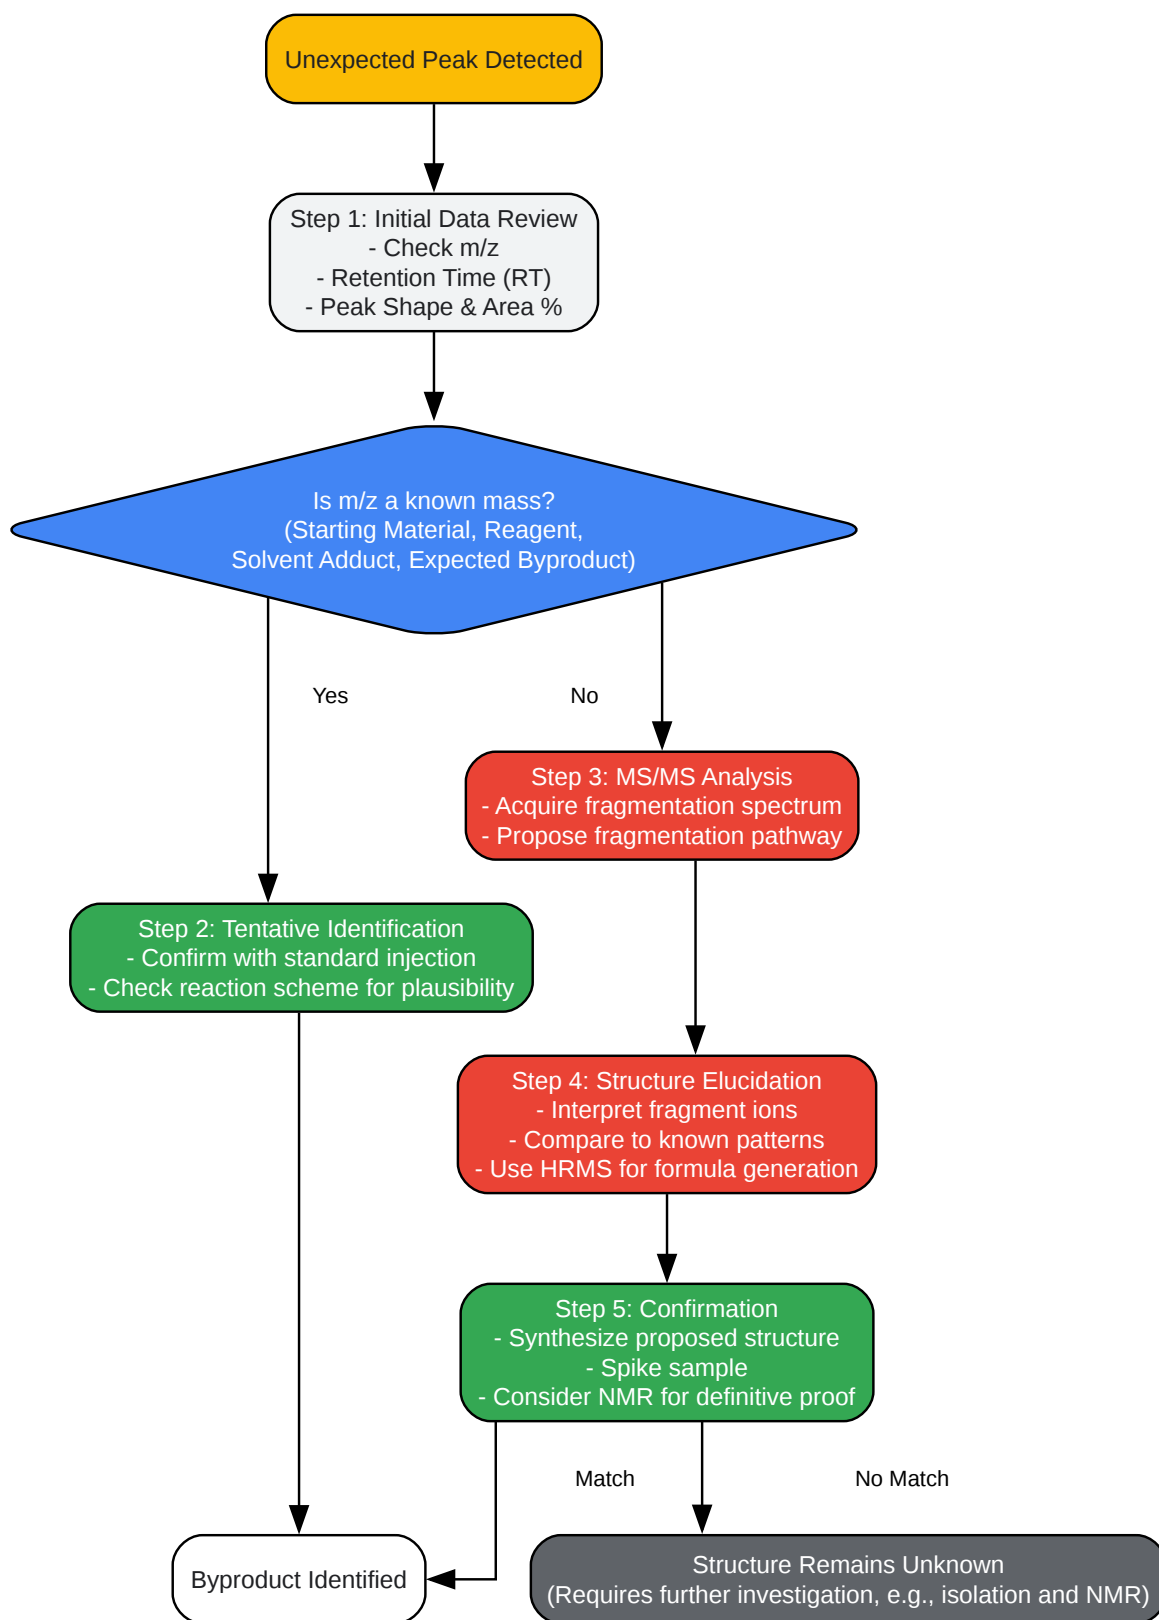 Unexpected Peak Detected
Step 1: Initial Data Review
- Check m/z
- Retention Time (RT)
- Peak Shape & Area %
Is m/z a known mass?
(Starting Material, Reagent,
Solvent Adduct, Expected Byproduct)
Yes
No
Step 3: MS/MS Analysis
- Acquire fragmentation spectrum
- Propose fragmentation pathway
Step 2: Tentative Identification
- Confirm with standard injection
- Check reaction scheme for plausibility
Step 4: Structure Elucidation
- Interpret fragment ions
- Compare to known patterns
- Use HRMS for formula generation
Step 5: Confirmation
- Synthesize proposed structure
- Spike sample
- Consider NMR for definitive proof
Match
No Match
Byproduct Identified
Structure Remains Unknown
(Requires further investigation, e.g., isolation and NMR)